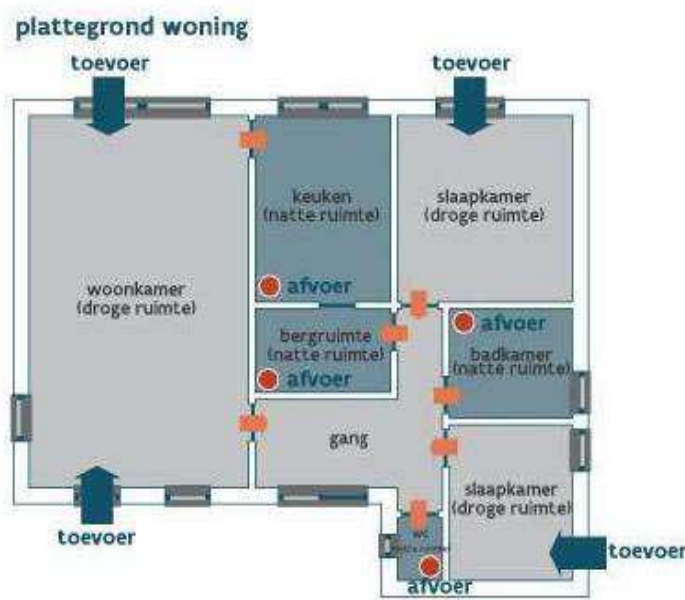 plattegrond woning
toevoer
toevoer
keuken
(natte ruimte)
slaapkamer
(droge ruimte)
woonkamer
(droge ruimte)
afvoer
bergruimte
(natte ruimte)
afvoer
afvoer
badkamer
(natte ruimte)
gang
slaapkamer
(droge ruimte)
wc
toevoer
toevoer
afvoer